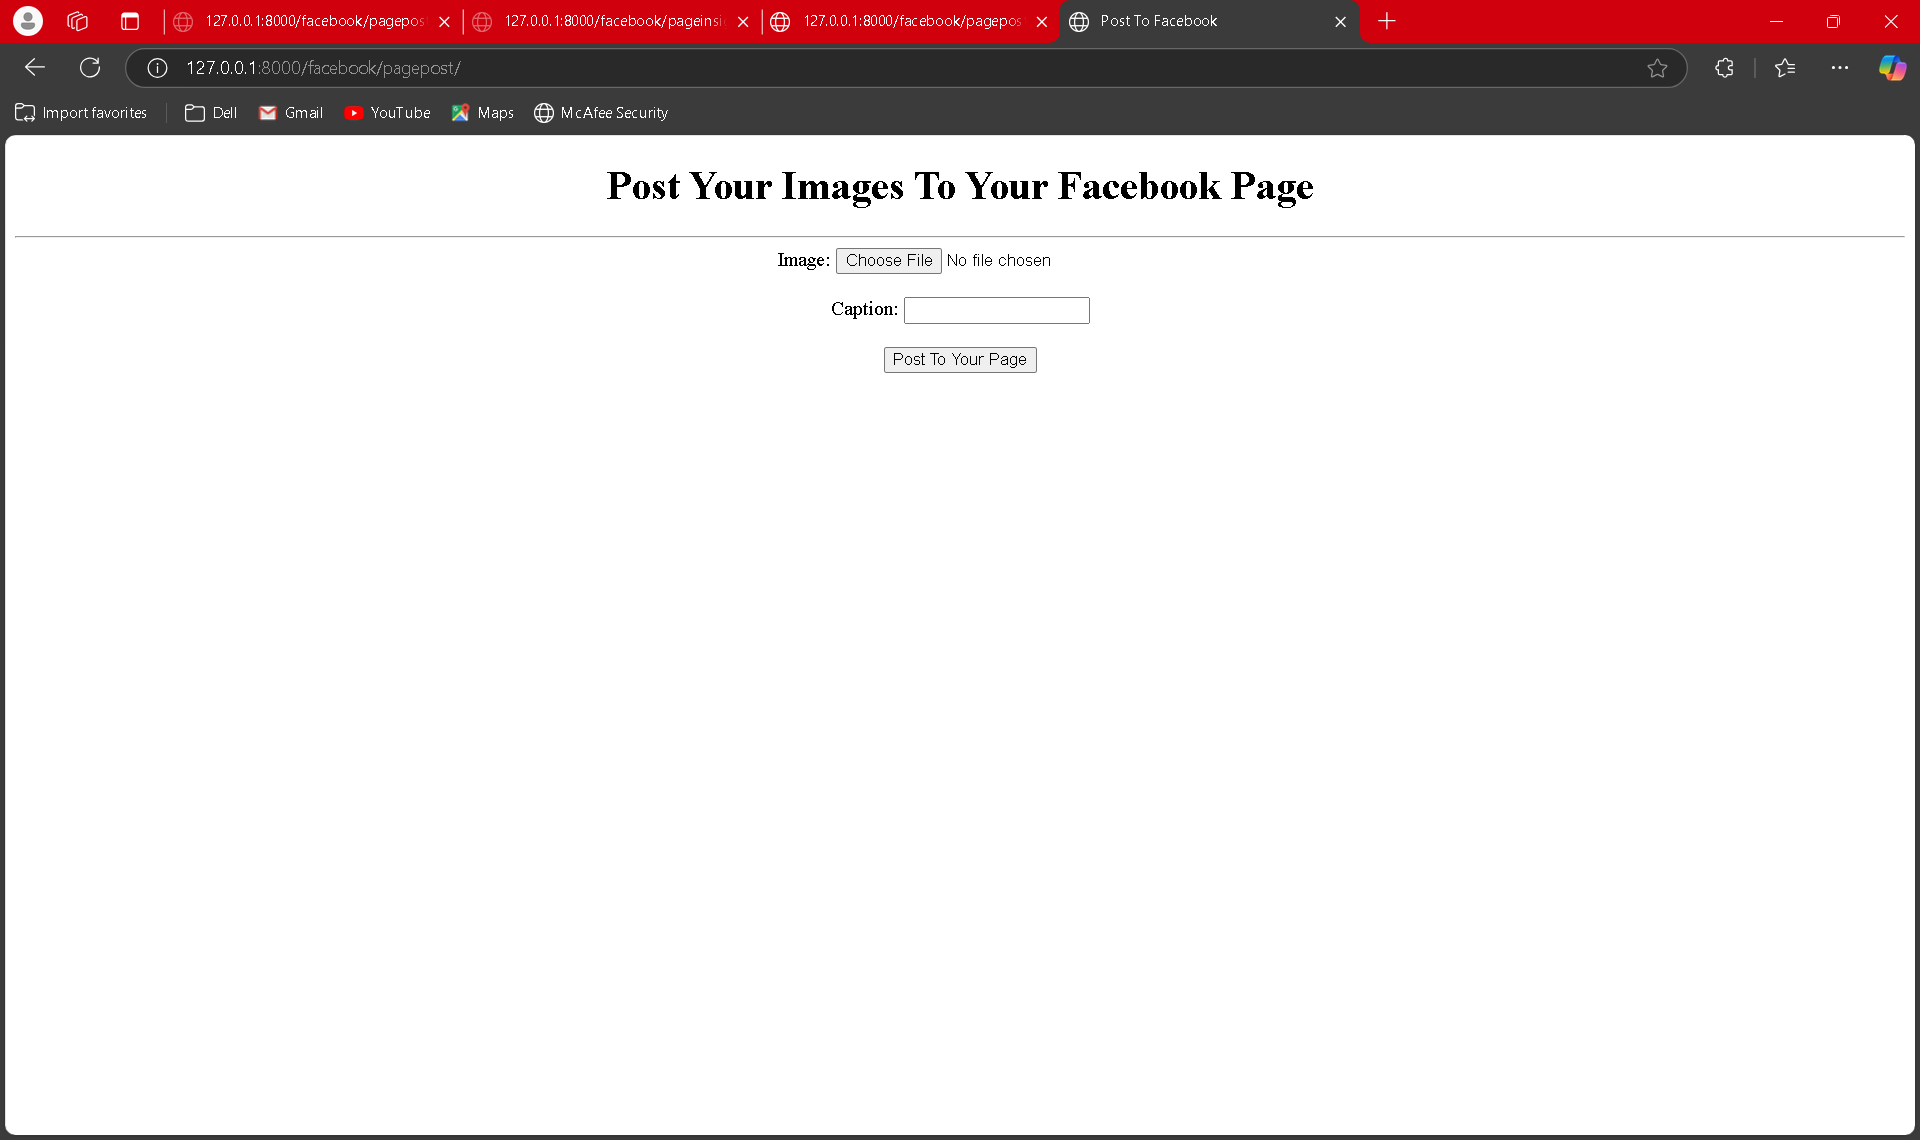 127.0.0.1:8000/facebook/pagepos
127.0.0.1:8000/facebook/pageinsi
127.0.0.1:8000/facebook/pagepos
Post To Facebook
127.0.0.1:8000/facebook/pagepost/
Import favorites
Dell
Gmail
YouTube
Maps
McAfee Security
Post Your Images To Your Facebook Page
Image: Choose File No file chosen
Caption:
Post To Your Page